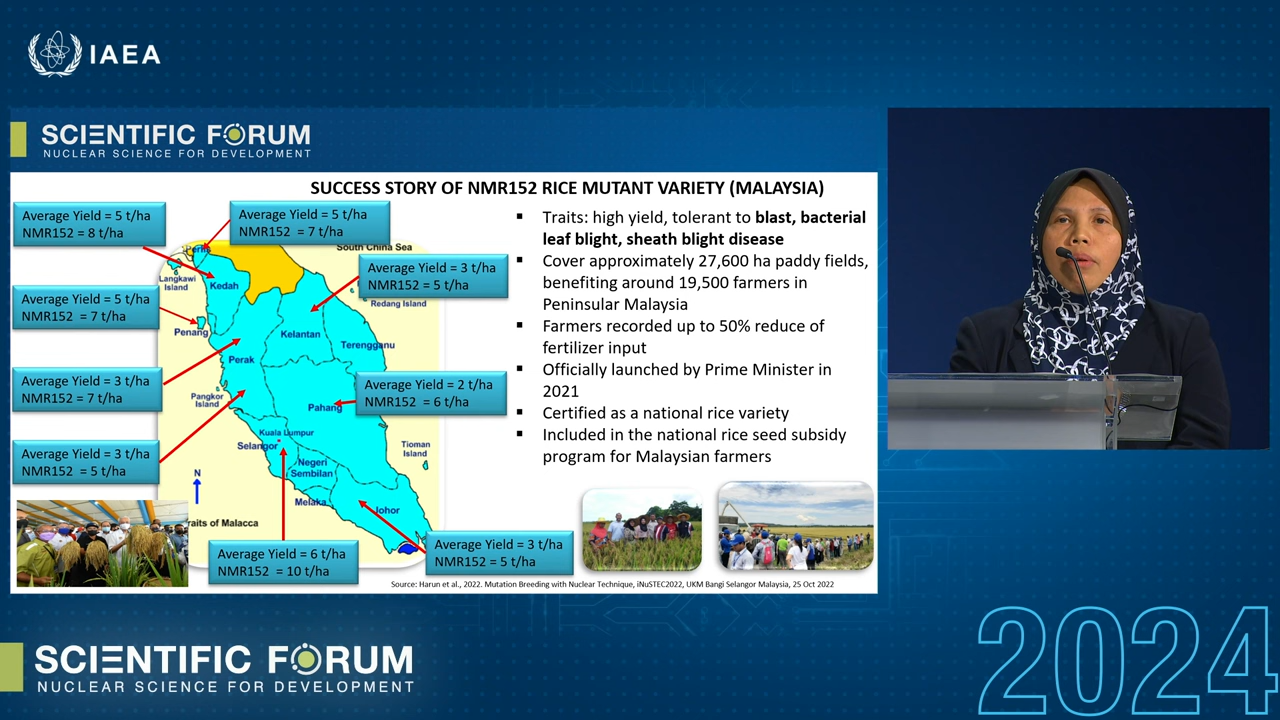 IAEA
SCIENTIFIC FORUM
NUCLEAR SCIENCE FOR DEVELOPMENT
SUCCESS STORY OF NMR152 RICE MUTANT VARIETY (MALAYSIA)
Average Yield = 5 t/ha
NMR152 = 8 t/ha
Average Yield = 5 t/ha
NMR152 = 7 t/ha
South China Sea
Average Yield = 3 t/ha
NMR152 = 5 t/ha
Langkawi
Island
Kedah
Redang Island
Average Yield = 5 t/ha
NMR152 = 7 t/ha
Penang
Kelantan
Terengganu
Perak
Average Yield = 3 t/ha
NMR152 = 7 t/ha
Pangkor
Island
Average Yield = 2 t/ha
NMR152 = 6 t/ha
Pahang
Kuala Lumpur
Selangor
Average Yield = 3 t/ha
NMR152 = 5 t/ha
Tioman
Island
Negeri
Sembilan
N
Melaka
Johor
raits of Malacca
Average Yield = 6 t/ha
NMR152 = 10 t/ha
Average Yield = 3 t/ha
NMR152 = 5 t/ha
▪ Traits: high yield, tolerant to blast, bacterial
leaf blight, sheath blight disease
▪ Cover approximately 27,600 ha paddy fields,
benefiting around 19,500 farmers in
Peninsular Malaysia
▪ Farmers recorded up to 50% reduce of
fertilizer input
▪ Officially launched by Prime Minister in
2021
▪ Certified as a national rice variety
▪ Included in the national rice seed subsidy
program for Malaysian farmers
Source: Harun et al., 2022. Mutation Breeding with Nuclear Technique, iNuSTEC2022, UKM Bangi Selangor Malaysia, 25 Oct 2022
SCIENTIFIC FORUM
NUCLEAR SCIENCE FOR DEVELOPMENT
2024